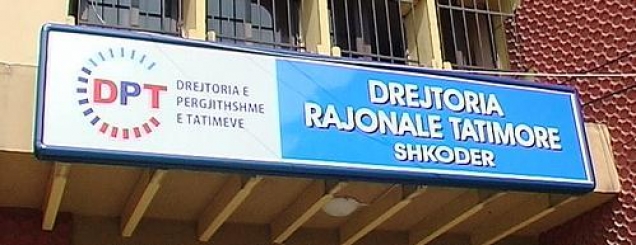 DPT
DREJTORIA E
PERGJITHSHME
E TATIMEVE
DREJTORIA
RAJONALE TATIMORE
SHKODER